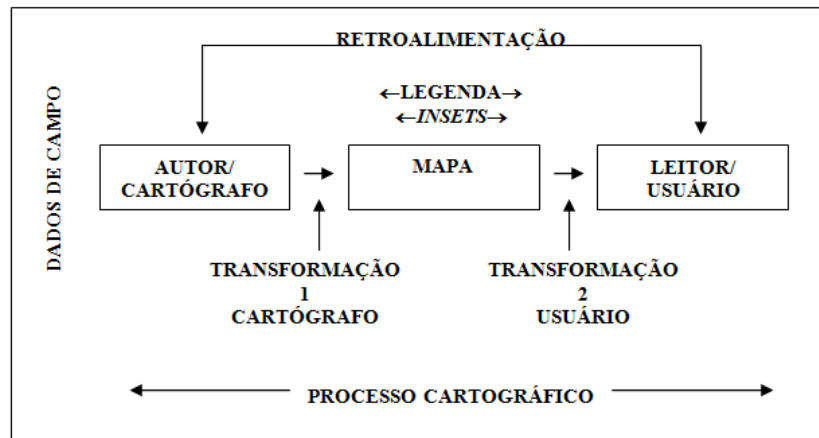 RETROALIMENTAÇÃO
←LEGENDA→
←INSETS→
DADOS DE CAMPO
AUTOR/
CARTÓGRAFO
MAPA
LEITOR/
USUÁRIO
TRANSFORMAÇÃO
1
CARTÓGRAFO
TRANSFORMAÇÃO
2
USUÁRIO
PROCESSO CARTOGRÁFICO